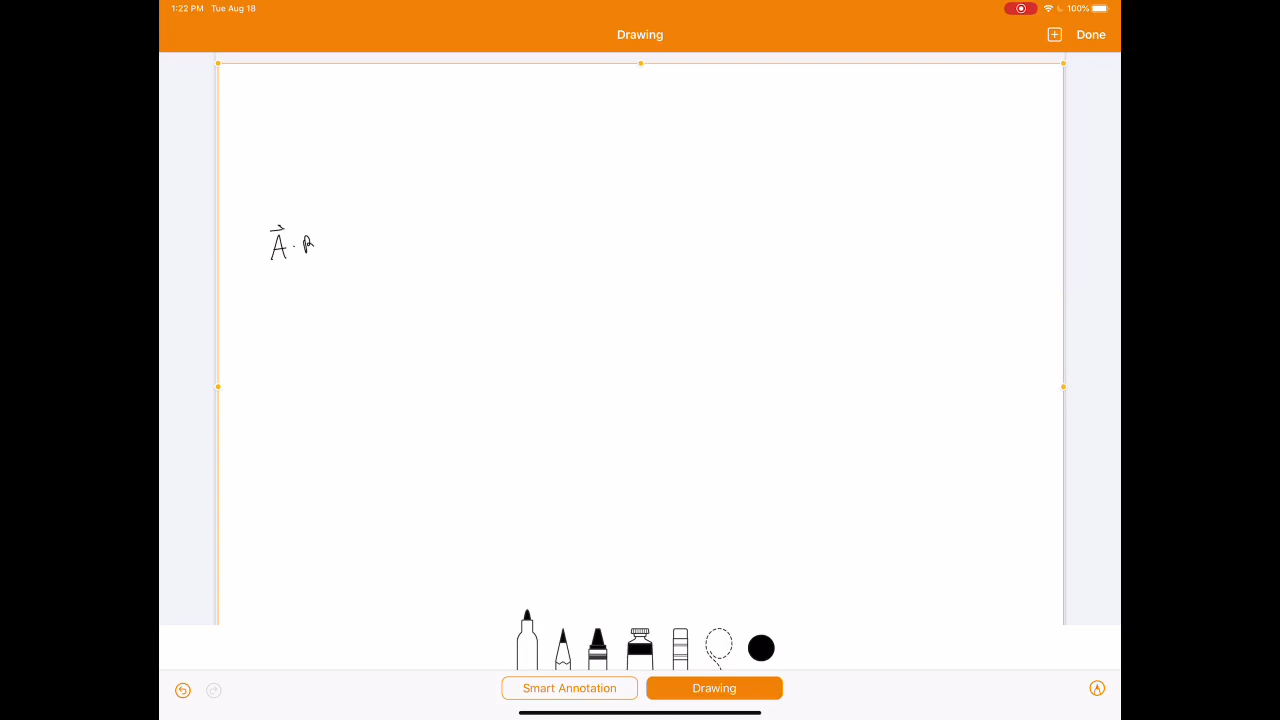 1:22 PM Tue Aug 18
100%
Drawing
Done
A⃗ ·
Smart Annotation
Drawing